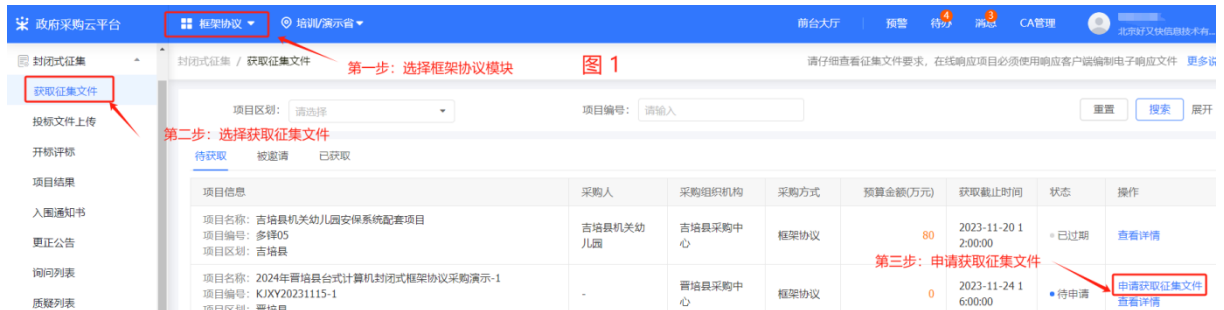 政府采购云平台
框架协议
培训/演示省
前台大厅
预警
待办
4
消息
3
CA管理
北京好又快信息技术有...
封闭式征集
获取征集文件
投标文件上传
开标评标
项目结果
入围通知书
更正公告
询问列表
质疑列表
封闭式征集 / 获取征集文件
第一步：选择框架协议模块
图 1
请仔细查看征集文件要求，在线响应项目必须使用响应客户端编制电子响应文件 更多说
项目区划： 请选择
项目编号： 请输入
重置
搜索
展开
第二步：选择获取征集文件
待获取 被邀请 已获取
项目信息 采购人 采购组织机构 采购方式 预算金额(万元) 获取截止时间 状态 操作
项目名称：吉培县机关幼儿园安保系统配套项目
项目编号：多铎05
项目区划：吉培县
吉培县机关幼
儿园
吉培县采购中
心
框架协议
80
2023-11-20 1
2:00:00
已过期
查看详情
第三步：申请获取征集文件
项目名称：2024年晋培县台式计算机封闭式框架协议采购演示-1
项目编号：KJXY20231115-1
项目区划：晋培县
-
晋培县采购中
心
框架协议
0
2023-11-24 1
6:00:00
待申请
申请获取征集文件
查看详情